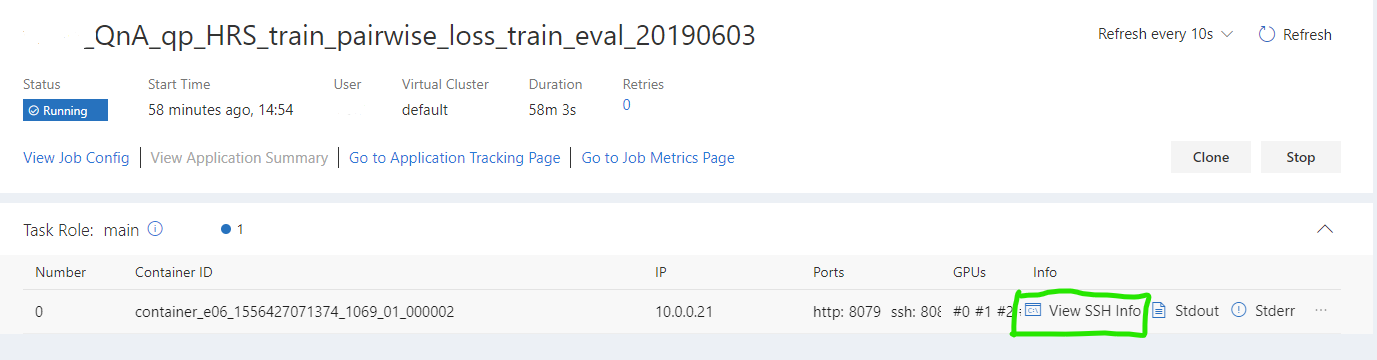 _QnA_qp_HRS_train_pairwise_loss_train_eval_20190603
Refresh every 10s Refresh
Status Start Time User Virtual Cluster Duration Retries
Running 58 minutes ago, 14:54 default 58m 3s 0
View Job Config View Application Summary Go to Application Tracking Page Go to Job Metrics Page Clone Stop
Task Role: main 1
Number Container ID IP Ports GPUs Info
0 container_e06_1556427071374_1069_01_000002 10.0.0.21 http: 8079 ssh: 808 #0 #1 #2 View SSH Info Stdout Stderr ...